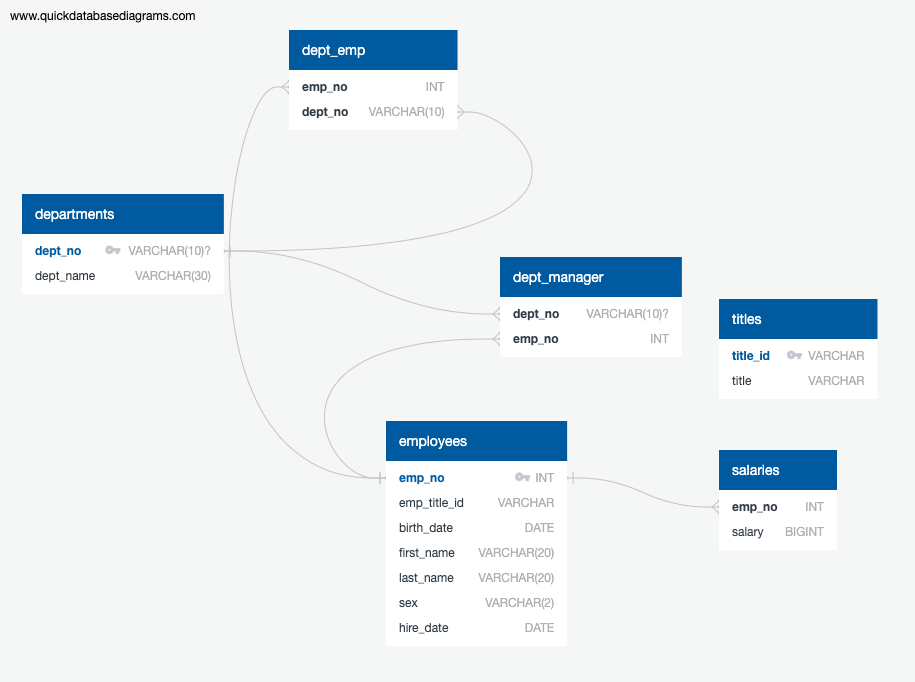 www.quickdatabasediagrams.com
dept_emp
emp_no INT
dept_no VARCHAR(10)
departments
dept_no VARCHAR(10)?
dept_name VARCHAR(30)
dept_manager
dept_no VARCHAR(10)?
emp_no INT
titles
title_id VARCHAR
title VARCHAR
employees
emp_no INT
emp_title_id VARCHAR
birth_date DATE
first_name VARCHAR(20)
last_name VARCHAR(20)
sex VARCHAR(2)
hire_date DATE
salaries
emp_no INT
salary BIGINT